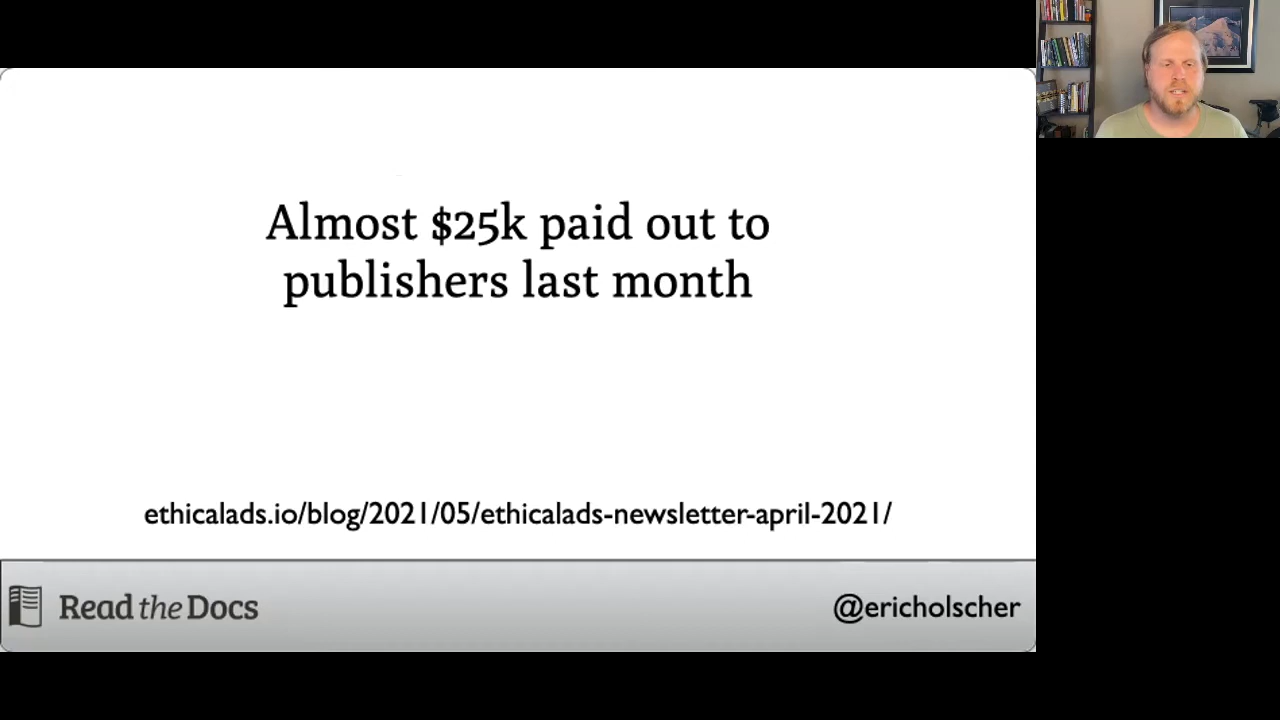 Almost $25k paid out to
publishers last month
ethicalads.io/blog/2021/05/ethicalads-newsletter-april-2021/
Read the Docs
@ericholscher